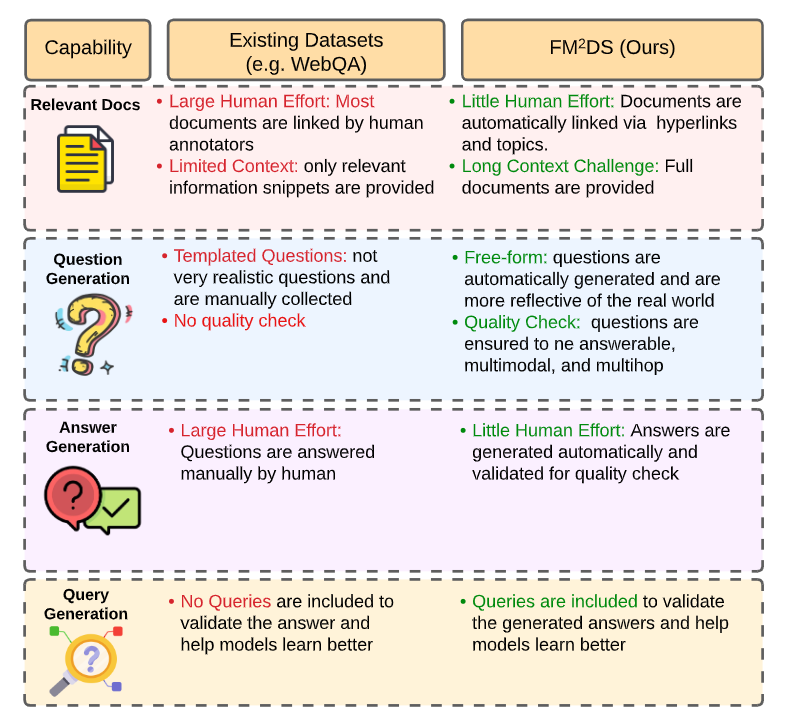 Capability
Existing Datasets
(e.g. WebQA)
FM²DS (Ours)
Relevant Docs
• Large Human Effort: Most
documents are linked by human
annotators
• Limited Context: only relevant
information snippets are provided
• Little Human Effort: Documents are
automatically linked via hyperlinks
and topics.
• Long Context Challenge: Full
documents are provided
Question
Generation
• Templated Questions: not
very realistic questions and
are manually collected
• No quality check
• Free-form: questions are
automatically generated and are
more reflective of the real world
• Quality Check: questions are
ensured to ne answerable,
multimodal, and multihop
Answer
Generation
• Large Human Effort:
Questions are answered
manually by human
• Little Human Effort: Answers are
generated automatically and
validated for quality check
Query
Generation
• No Queries are included to
validate the answer and
help models learn better
• Queries are included to validate
the generated answers and help
models learn better